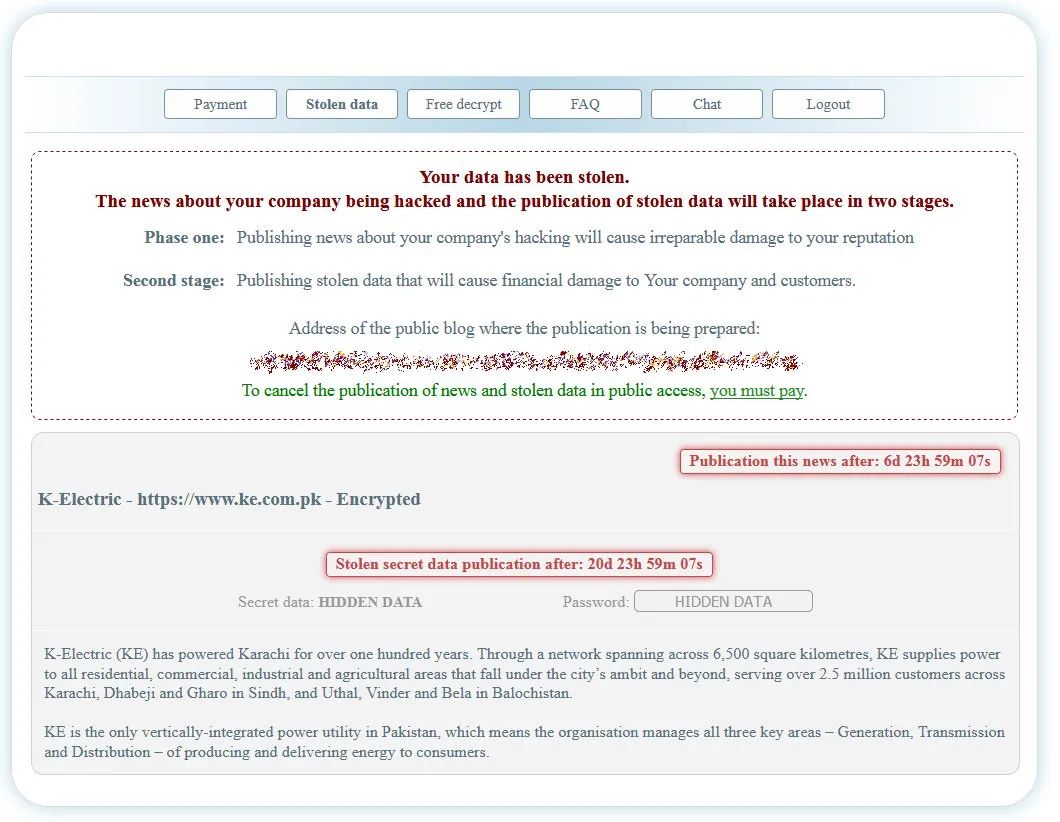 Payment Stolen data Free decrypt FAQ Chat Logout
Your data has been stolen.
The news about your company being hacked and the publication of stolen data will take place in two stages.
Phase one: Publishing news about your company's hacking will cause irreparable damage to your reputation
Second stage: Publishing stolen data that will cause financial damage to Your company and customers.
Address of the public blog where the publication is being prepared:
To cancel the publication of news and stolen data in public access, you must pay.
Publication this news after: 6d 23h 59m 07s
K-Electric - https://www.ke.com.pk - Encrypted
Stolen secret data publication after: 20d 23h 59m 07s
Secret data: HIDDEN DATA Password: HIDDEN DATA
K-Electric (KE) has powered Karachi for over one hundred years. Through a network spanning across 6,500 square kilometres, KE supplies power
to all residential, commercial, industrial and agricultural areas that fall under the city’s ambit and beyond, serving over 2.5 million customers across
Karachi, Dhabeji and Gharo in Sindh, and Uthal, Vinder and Bela in Balochistan.
KE is the only vertically-integrated power utility in Pakistan, which means the organisation manages all three key areas – Generation, Transmission
and Distribution – of producing and delivering energy to consumers.